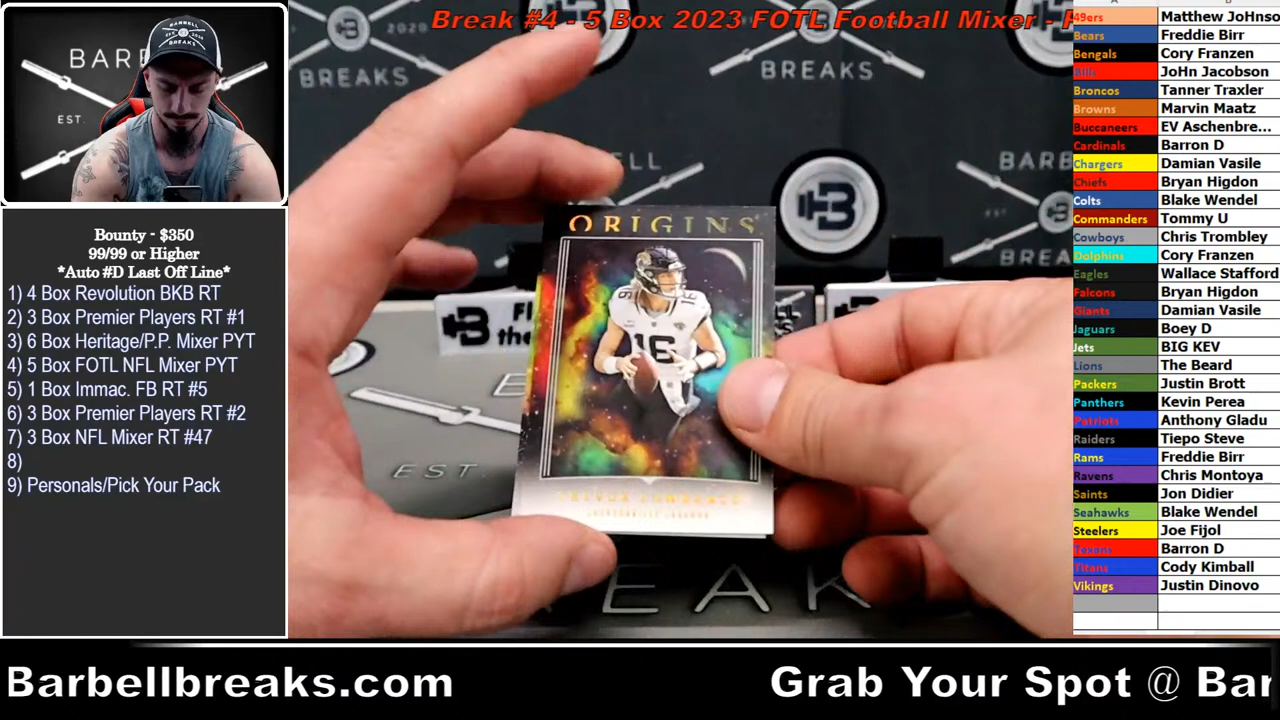 Break #4 - 5 Box 2023 FOTL Football Mixer -
BAR
EST.
BREAKS
BREAKS
2020
BARB
ORIGINS
16
16
TREVOR LAWRENCE
JACKSONVILLE JAGUARS
EST.
BREAK
Bounty - $350
99/99 or Higher
*Auto #D Last Off Line*
1) 4 Box Revolution BKB RT
2) 3 Box Premier Players RT #1
3) 6 Box Heritage/P.P. Mixer PYT
4) 5 Box FOTL NFL Mixer PYT
5) 1 Box Immac. FB RT #5
6) 3 Box Premier Players RT #2
7) 3 Box NFL Mixer RT #47
8)
9) Personals/Pick Your Pack
49ers Matthew JoHnso
Bears Freddie Birr
Bengals Cory Franzen
Bills JoHn Jacobson
Broncos Tanner Traxler
Browns Marvin Maatz
Buccaneers EV Aschenbre...
Cardinals Barron D
Chargers Damian Vasile
Chiefs Bryan Higdon
Colts Blake Wendel
Commanders Tommy U
Cowboys Chris Trombley
Dolphins Cory Franzen
Eagles Wallace Stafford
Falcons Bryan Higdon
Giants Damian Vasile
Jaguars Boey D
Jets BIG KEV
Lions The Beard
Packers Justin Brott
Panthers Kevin Perea
Patriots Anthony Gladu
Raiders Tiepo Steve
Rams Freddie Birr
Ravens Chris Montoya
Saints Jon Didier
Seahawks Blake Wendel
Steelers Joe Fijol
Texans Barron D
Titans Cody Kimball
Vikings Justin Dinovo
Barbellbreaks.com
Grab Your Spot @ Bar